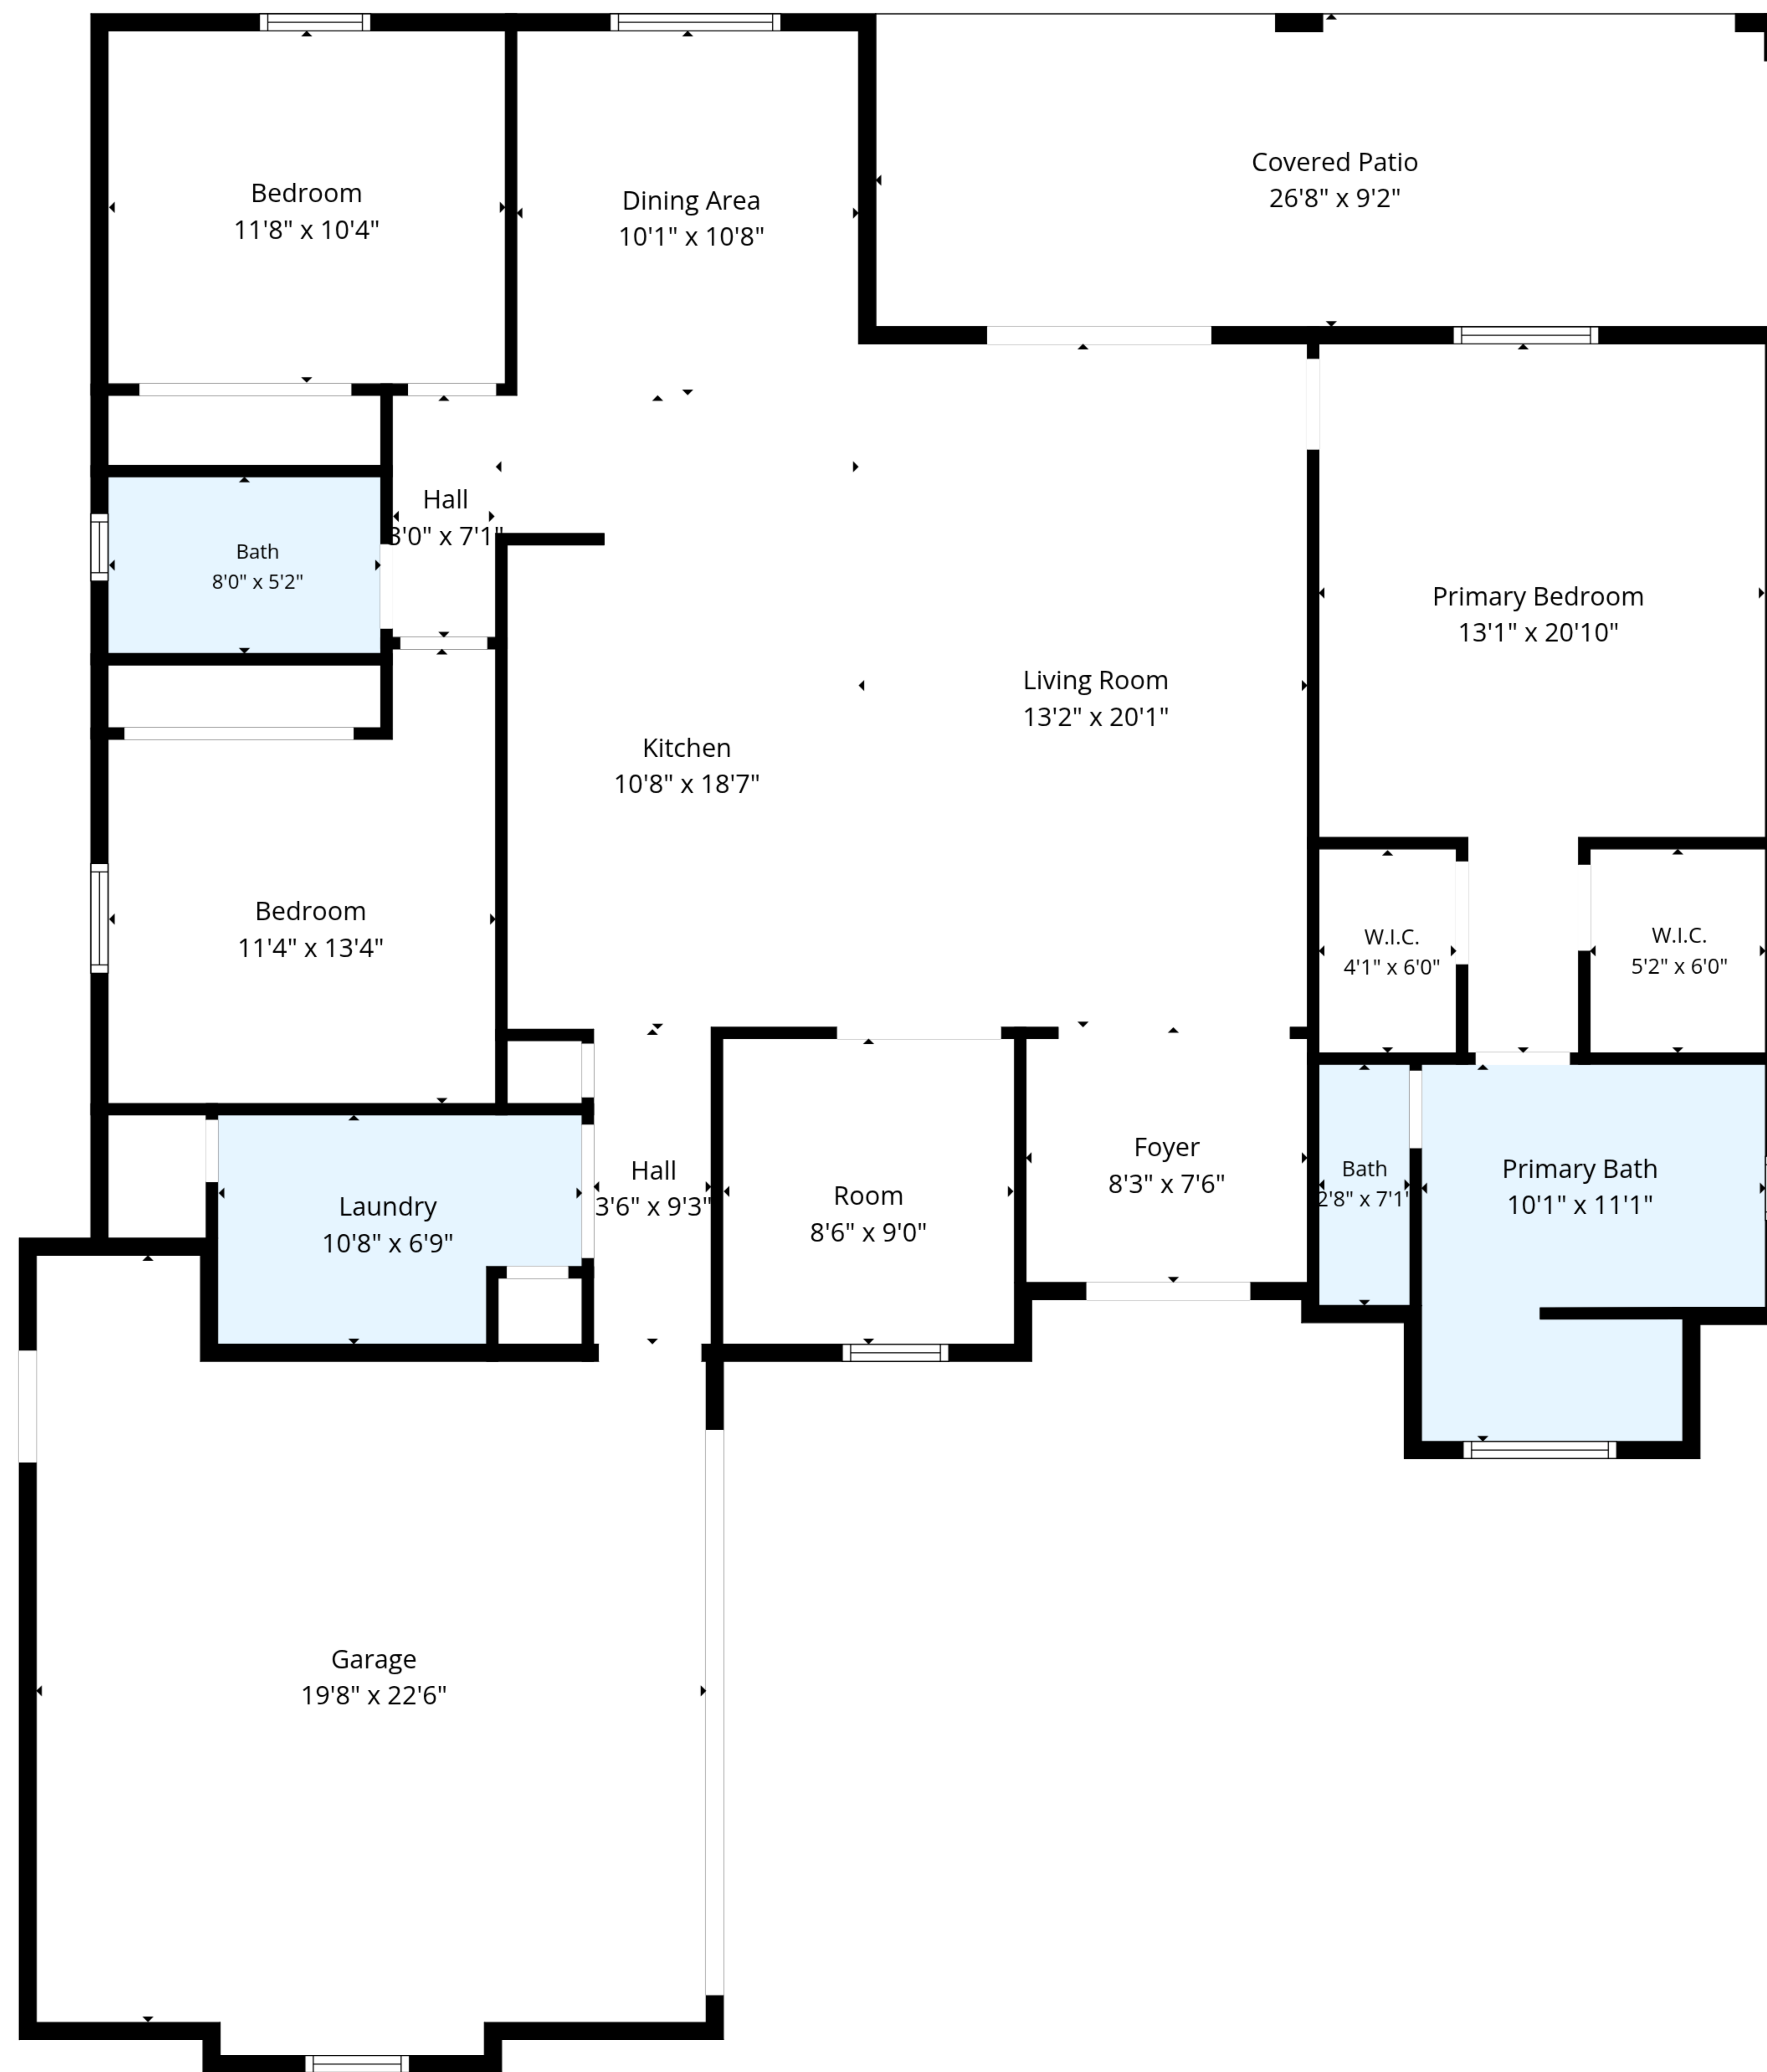 Bedroom
11'8" x 10'4"
Dining Area
10'1" x 10'8"
Covered Patio
26'8" x 9'2"
Hall
3'0" x 7'1"
Bath
8'0" x 5'2"
Primary Bedroom
13'1" x 20'10"
Living Room
13'2" x 20'1"
Kitchen
10'8" x 18'7"
Bedroom
11'4" x 13'4"
W.I.C.
4'1" x 6'0"
W.I.C.
5'2" x 6'0"
Foyer
8'3" x 7'6"
Bath
2'8" x 7'1"
Primary Bath
10'1" x 11'1"
Hall
3'6" x 9'3"
Room
8'6" x 9'0"
Laundry
10'8" x 6'9"
Garage
19'8" x 22'6"